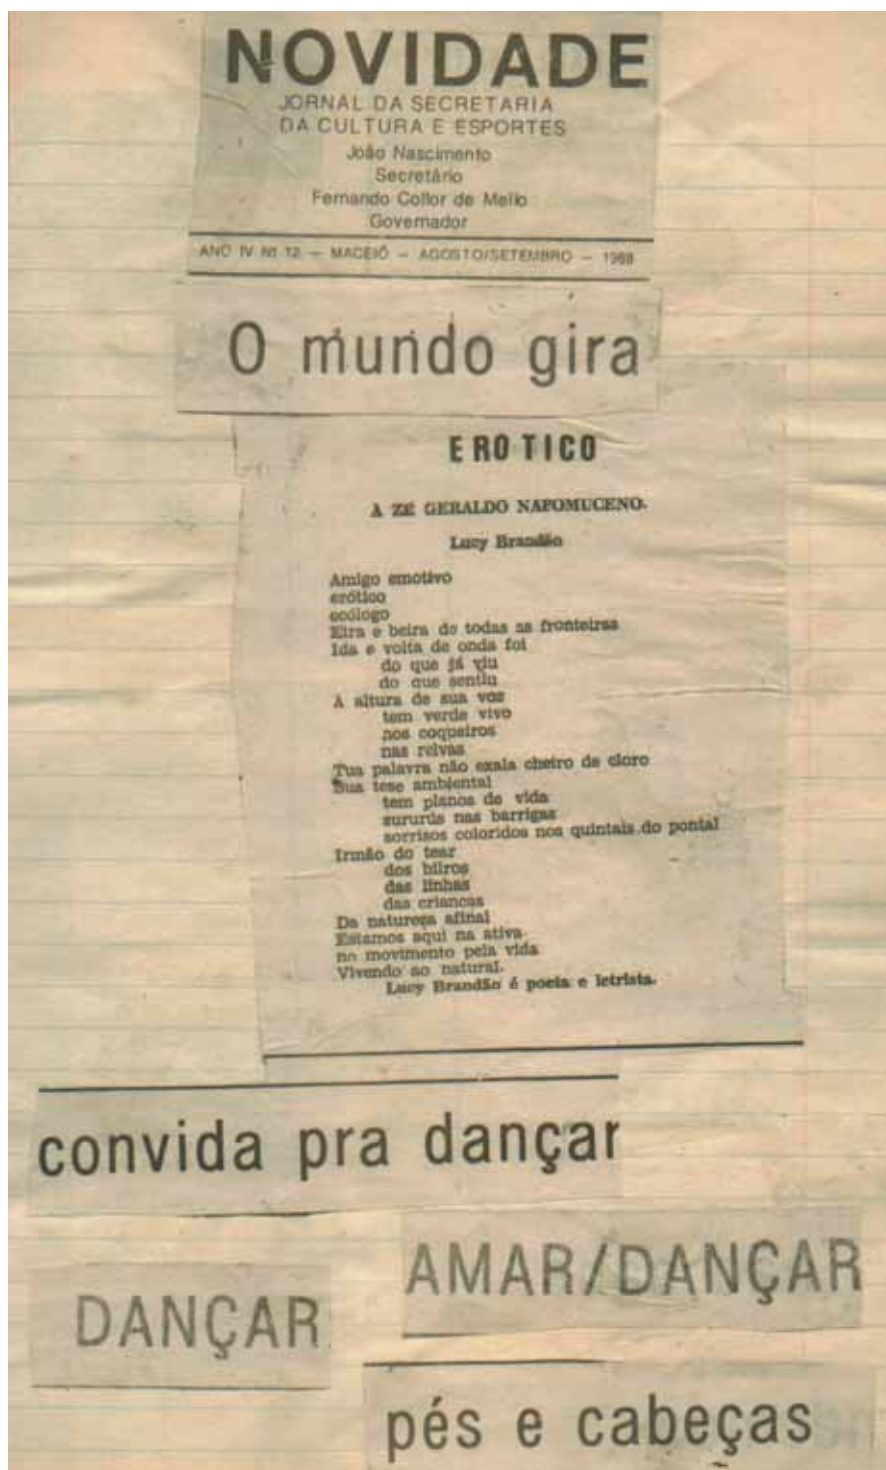 NOVIDADE
JORNAL DA SECRETARIA
DA CULTURA E ESPORTES
João Nascimento
Secretário
Fernando Collor de Mello
Governador
ANO IV Nº 12 — MACEIÓ — AGOSTO/SETEMBRO — 1988
O mundo gira
EROTICO
A ZÉ GERALDO NAPOMUCENO.
Lucy Brandão
Amigo emotivo
erótico
ecólogo
Eira e beira de todas as fronteiras
Ida e volta de onda foi
do que já viu
do que sentiu
A altura de sua voz
tem verde vivo
nos coqueiros
nas relvas
Tua palavra não exala cheiro de cloro
Sua tese ambiental
tem planos de vida
sururús nas barrigas
sorrisos coloridos nos quintais do pontal
Irmão do tear
dos bilros
das linhas
das criancas
Da natureza afinal
Estamos aqui na ativa
no movimento pela vida
Vivendo ao natural.
Lucy Brandão é poeta e letrista.
convida pra dançar
AMAR/DANÇAR
DANÇAR
pés e cabeças